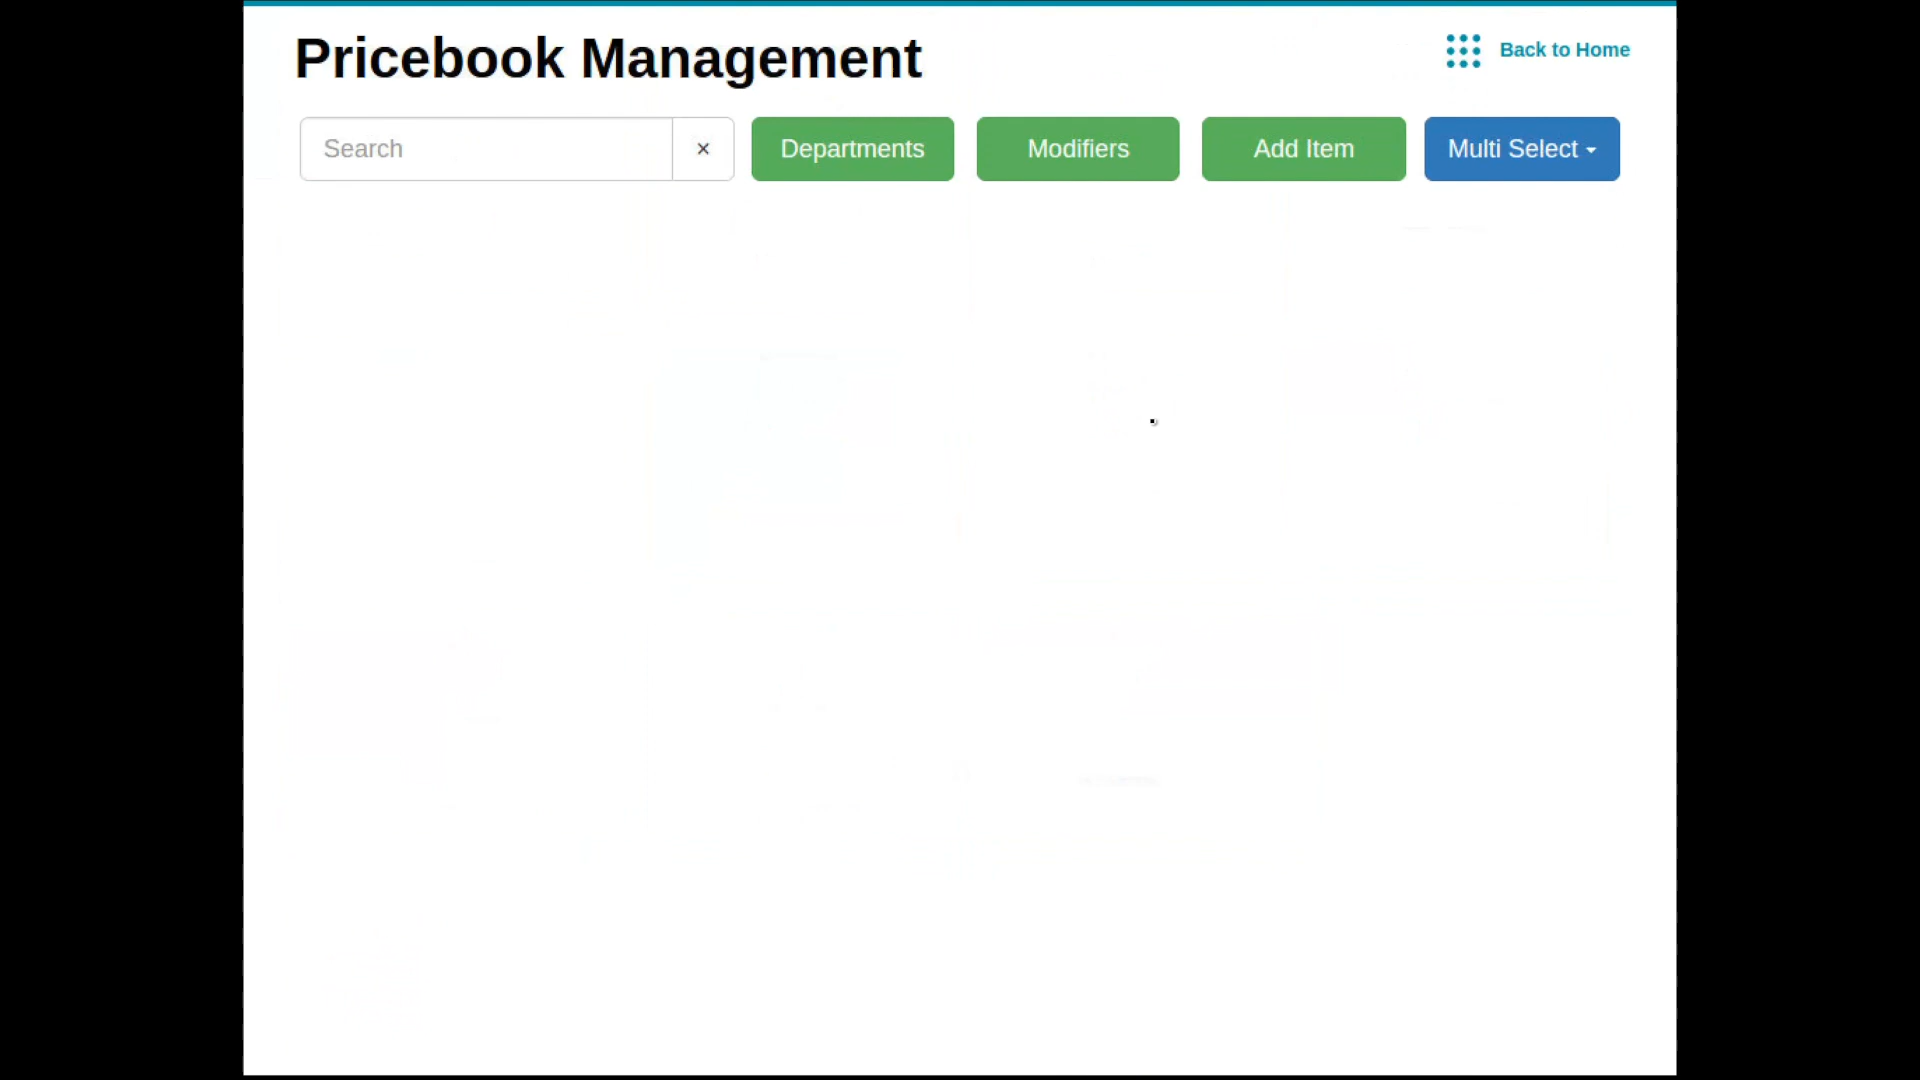 Pricebook Management
Back to Home
Search
×
Departments
Modifiers
Add Item
Multi Select